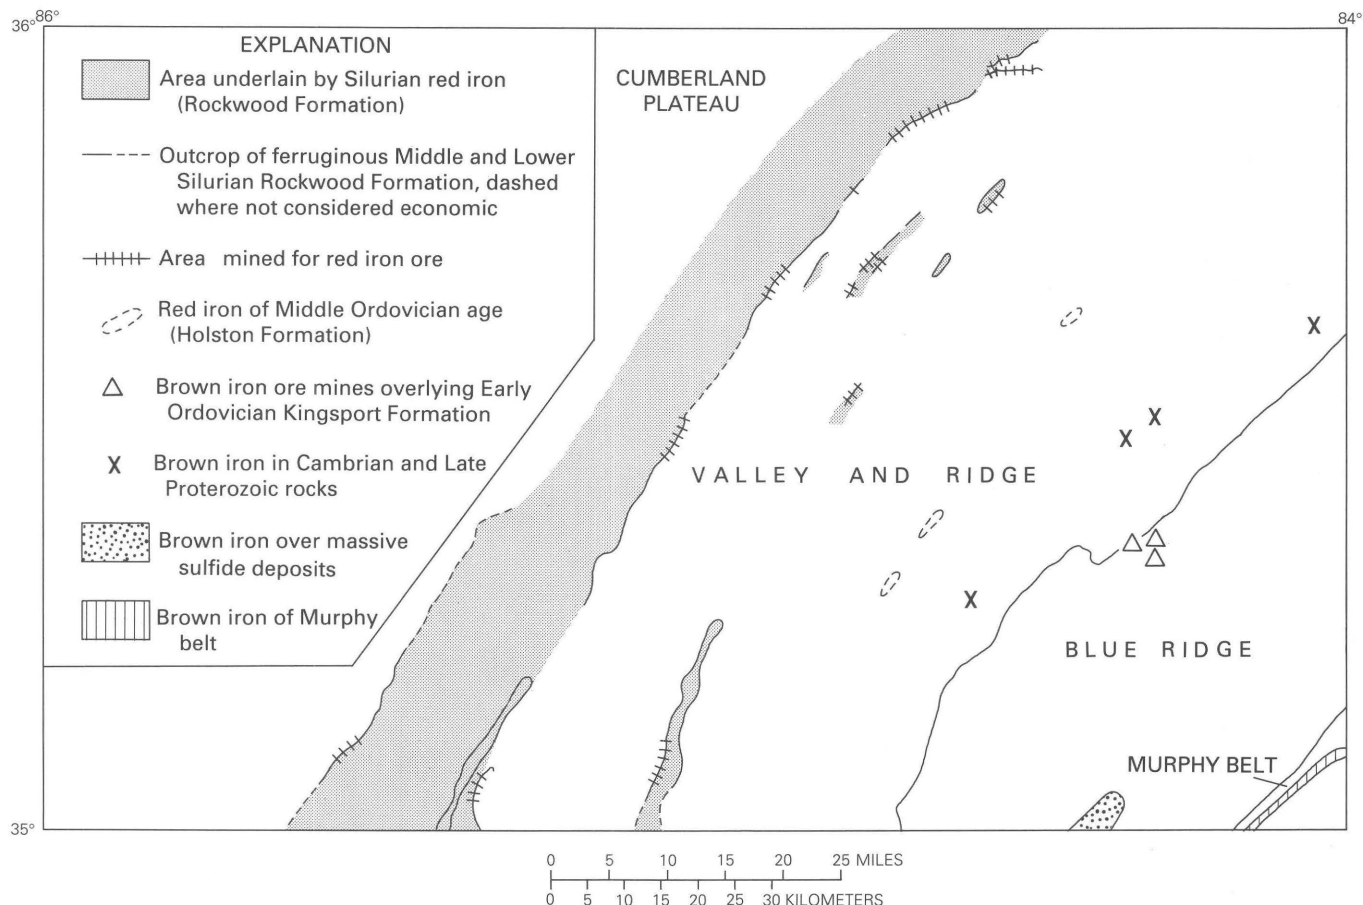 36° 86° 84°
EXPLANATION
Area underlain by Silurian red iron
(Rockwood Formation)
Outcrop of ferruginous Middle and Lower
Silurian Rockwood Formation, dashed
where not considered economic
Area mined for red iron ore
Red iron of Middle Ordovician age
(Holston Formation)
Brown iron ore mines overlying Early
Ordovician Kingsport Formation
X Brown iron in Cambrian and Late
Proterozoic rocks
Brown iron over massive
sulfide deposits
Brown iron of Murphy
belt
CUMBERLAND
PLATEAU
X
X
X
VALLEY AND RIDGE
X
BLUE RIDGE
MURPHY BELT
35°
0 5 10 15 20 25 MILES
0 5 10 15 20 25 30 KILOMETERS